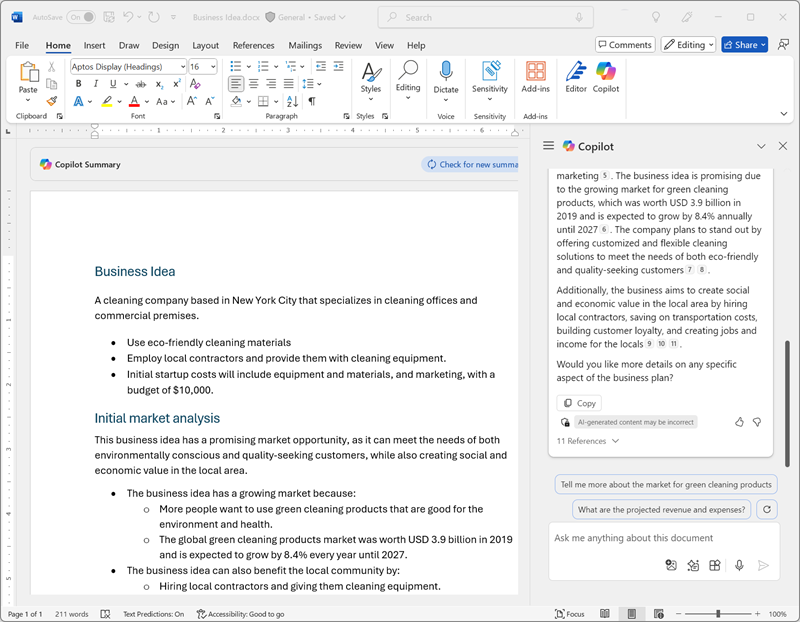 AutoSave Off Business Idea.docx General • Saved Search
File Home Insert Draw Design Layout References Mailings Review View Help Comments Editing Share
Paste
Clipboard
Aptos Display (Headings) 16
B I U ab x₂ x² A
A A Aa A A
Font
Paragraph
Styles
Styles
Editing
Dictate
Voice
Sensitivity
Sensitivity
Add-ins
Add-ins
Editor
Copilot
1 2 3 4 5 6
Copilot Summary
Check for new summa
Business Idea
A cleaning company based in New York City that specializes in cleaning offices and
commercial premises.
• Use eco-friendly cleaning materials
• Employ local contractors and provide them with cleaning equipment.
• Initial startup costs will include equipment and materials, and marketing, with a
budget of $10,000.
Initial market analysis
This business idea has a promising market opportunity, as it can meet the needs of both
environmentally conscious and quality-seeking customers, while also creating social and
economic value in the local area.
• The business idea has a growing market because:
o More people want to use green cleaning products that are good for the
environment and health.
o The global green cleaning products market was worth USD 3.9 billion in 2019
and is expected to grow by 8.4% every year until 2027.
• The business idea can also benefit the local community by:
o Hiring local contractors and giving them cleaning equipment.
Copilot
marketing 5 . The business idea is promising due
to the growing market for green cleaning
products, which was worth USD 3.9 billion in
2019 and is expected to grow by 8.4% annually
until 2027 6 . The company plans to stand out by
offering customized and flexible cleaning
solutions to meet the needs of both eco-friendly
and quality-seeking customers 7 8 .
Additionally, the business aims to create social
and economic value in the local area by hiring
local contractors, saving on transportation costs,
building customer loyalty, and creating jobs and
income for the locals 9 10 11 .
Would you like more details on any specific
aspect of the business plan?
Copy
AI-generated content may be incorrect
11 References
Tell me more about the market for green cleaning products
What are the projected revenue and expenses?
Ask me anything about this document
Page 1 of 1 211 words Text Predictions: On Accessibility: Good to go Focus 100%